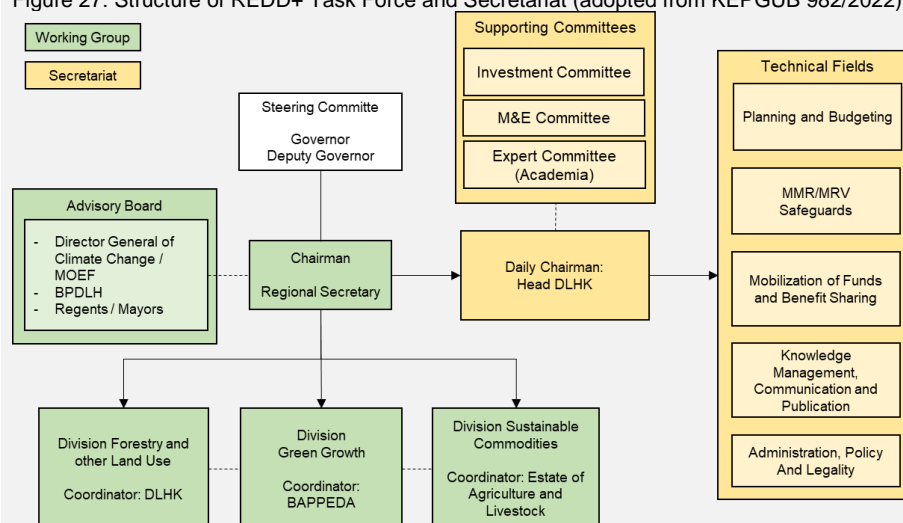 Figure 27: Structure of REDD+ Task Force and Secretariat (adopted from KEPGUB 982/2022)
Working Group
Secretariat
Steering Committe
Governor
Deputy Governor
Supporting Committees
Investment Committee
M&E Committee
Expert Committee
(Academia)
Technical Fields
Planning and Budgeting
MMR/MRV
Safeguards
Mobilization of Funds
and Benefit Sharing
Knowledge
Management,
Communication and
Publication
Administration, Policy
And Legality
Advisory Board
- Director General of
Climate Change /
MOEF
- BPDLH
- Regents / Mayors
Chairman
Regional Secretary
Daily Chairman:
Head DLHK
Division Forestry and
other Land Use
Coordinator: DLHK
Division
Green Growth
Coordinator:
BAPPEDA
Division Sustainable
Commodities
Coordinator: Estate of
Agriculture and
Livestock